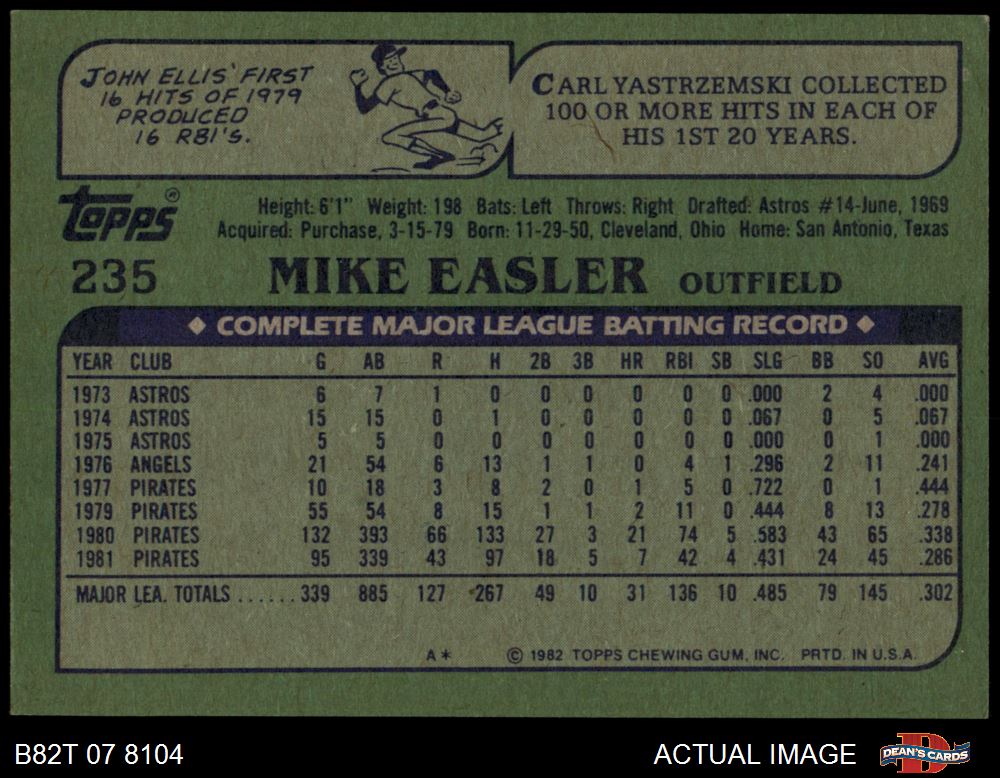 JOHN ELLIS' FIRST
16 HITS OF 1979
PRODUCED
16 RBI'S.
CARL YASTRZEMSKI COLLECTED
100 OR MORE HITS IN EACH OF
HIS 1ST 20 YEARS.
Topps®
Height: 6'1" Weight: 198 Bats: Left Throws: Right Drafted: Astros #14-June, 1969
Acquired: Purchase, 3-15-79 Born: 11-29-50, Cleveland, Ohio Home: San Antonio, Texas
235 MIKE EASLER OUTFIELD
◆ COMPLETE MAJOR LEAGUE BATTING RECORD ◆
YEAR CLUB G AB R H 2B 3B HR RBI SB SLG BB SO AVG
1973 ASTROS 6 7 1 0 0 0 0 0 0 .000 2 4 .000
1974 ASTROS 15 15 0 1 0 0 0 0 0 .067 0 5 .067
1975 ASTROS 5 5 0 0 0 0 0 0 0 .000 0 1 .000
1976 ANGELS 21 54 6 13 1 1 0 4 1 .296 2 11 .241
1977 PIRATES 10 18 3 8 2 0 1 5 0 .722 0 1 .444
1979 PIRATES 55 54 8 15 1 1 2 11 0 .444 8 13 .278
1980 PIRATES 132 393 66 133 27 3 21 74 5 .583 43 65 .338
1981 PIRATES 95 339 43 97 18 5 7 42 4 .431 24 45 .286
MAJOR LEA. TOTALS ...... 339 885 127 267 49 10 31 136 10 .485 79 145 .302
A* © 1982 TOPPS CHEWING GUM, INC. PRTD. IN U.S.A.
B82T 07 8104
ACTUAL IMAGE
DEAN'S CARDS